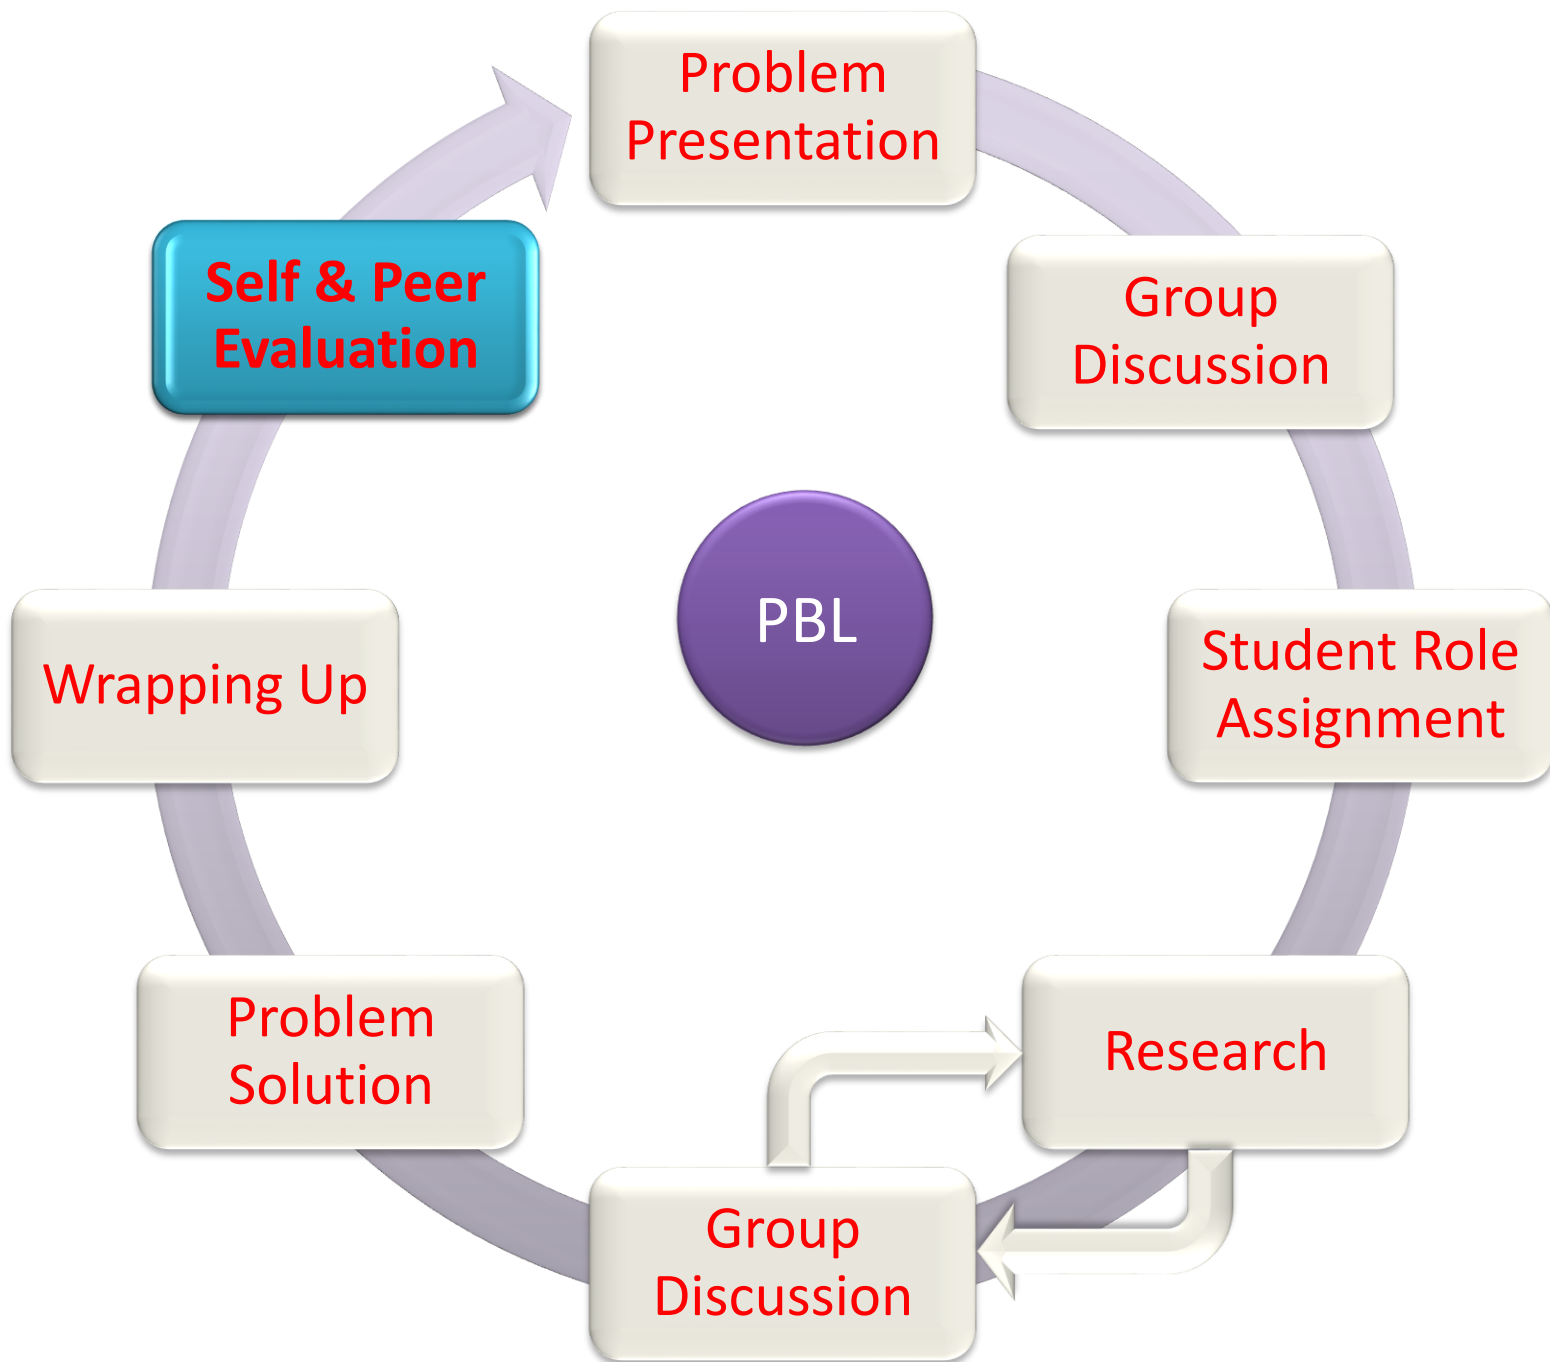 Problem
Presentation
Group
Discussion
Student Role
Assignment
Research
Group
Discussion
Problem
Solution
Wrapping Up
Self & Peer
Evaluation
PBL